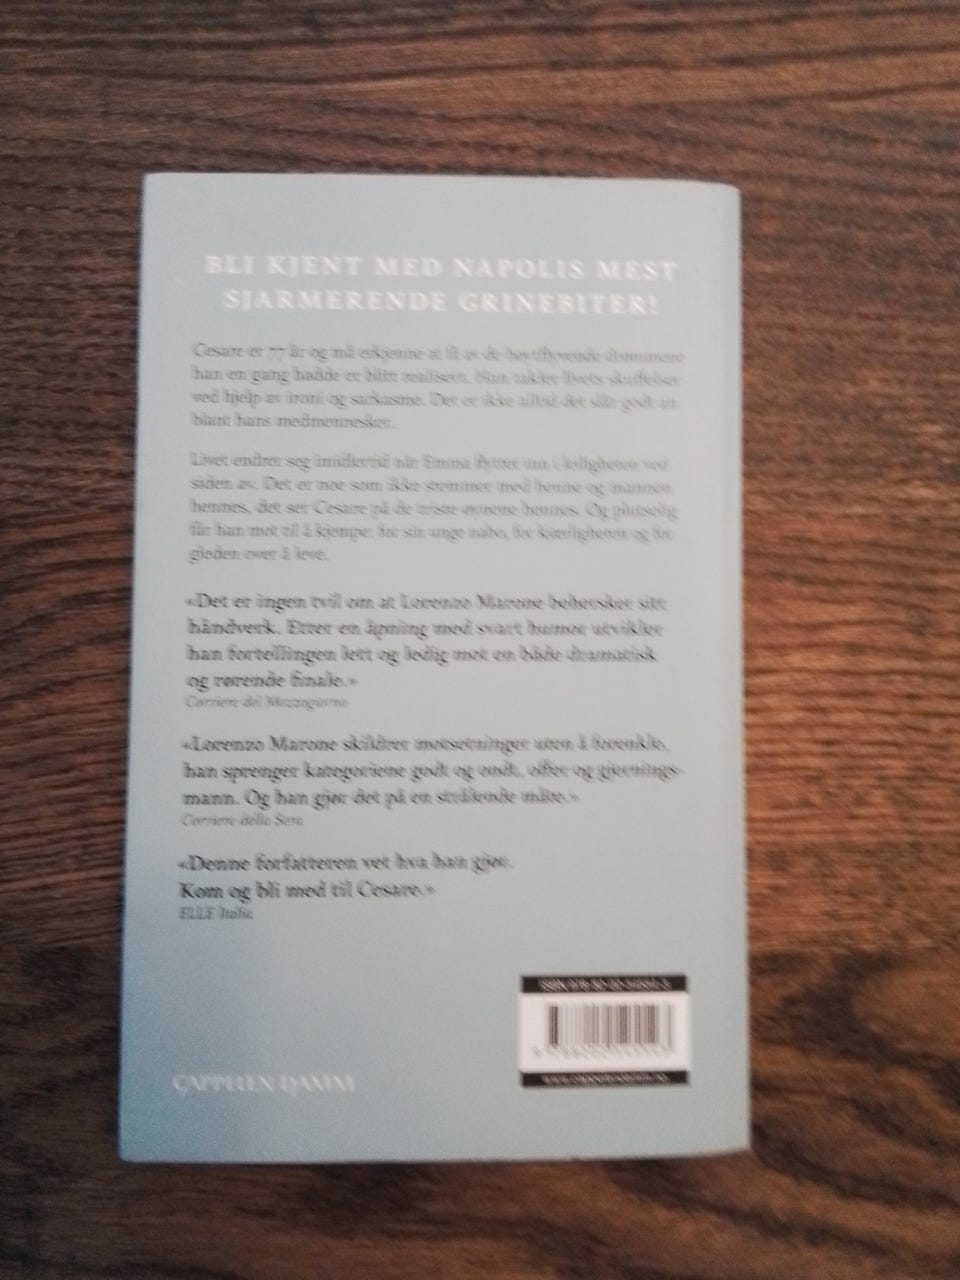 BLI KJENT MED NAPOLIS MEST
SJARMERENDE GRINEBITER!
Cesare er 77 år og må erkjenne at få av de høytflyvende drømmene
han en gang hadde er blitt realisert. Han takler livets skuffelser
ved hjelp av ironi og sarkasme. Det er ikke alltid det slår godt an
blant hans medmennesker.
Livet endrer seg imidlertid når Emma flytter inn i leiligheten ved
siden av. Det er noe som ikke stemmer med henne og mannen
hennes, det ser Cesare på de triste øynene hennes. Og plutselig
får han mot til å kjempe: for sin unge nabo, for kjærligheten og for
gleden over å leve.
«Det er ingen tvil om at Lorenzo Marone behersker sitt
håndverk. Etter en åpning med svart humor utvikler
han fortellingen lett og ledig mot en både dramatisk
og rørende finale.»
Corriere del Mezzogiorno
«Lorenzo Marone skildrer motsetninger uten å forenkle,
han sprenger kategoriene godt og ondt, offer og gjernings-
mann. Og han gjør det på en strålende måte.»
Corriere della Sera
«Denne forfatteren vet hva han gjør.
Kom og bli med til Cesare.»
ELLE Italia
ISBN
CAPPELEN DAMM